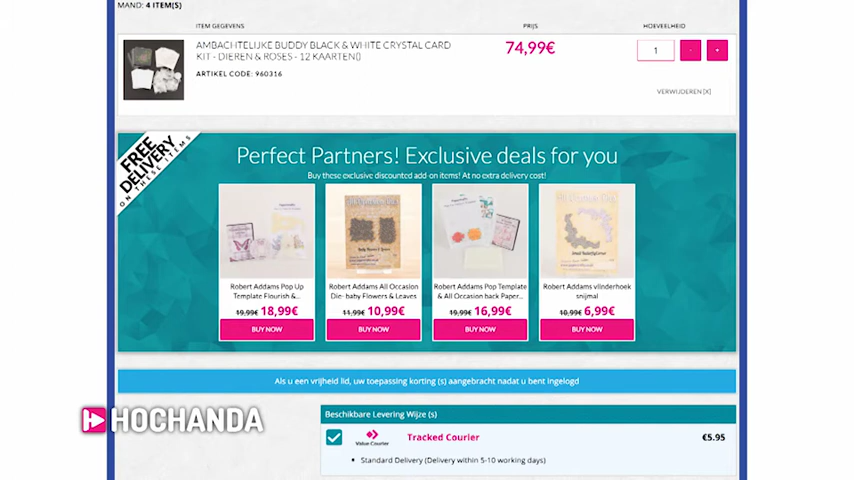 MAND: 4 ITEM(S)
ITEM GEGEVENS PRIJS HOEVEELHEID
AMBACHTELIJKE BUDDY BLACK & WHITE CRYSTAL CARD
KIT - DIEREN & ROSES - 12 KAARTEN()
ARTIKEL CODE: 960316
74,99€
1 - +
VERWIJDEREN [X]
FREE
DELIVERY
ON THESE ITEMS
Perfect Partners! Exclusive deals for you
Buy these exclusive discounted add-on items! At no extra delivery cost!
Robert Addams Pop Up
Template Flourish &...
19,99€ 18,99€
BUY NOW
Robert Addams All Occasion
Die- baby Flowers & Leaves
11,99€ 10,99€
BUY NOW
Robert Addams Pop Template
& All Occasion back Paper...
19,99€ 16,99€
BUY NOW
Robert Addams vlinderhoek
snijmal
10,99€ 6,99€
BUY NOW
Als u een vrijheid lid, uw toepassing korting (s) aangebracht nadat u bent ingelogd
HOCHANDA
Beschikbare Levering Wijze (s)
Value Courier
Tracked Courier
€5.95
Standard Delivery (Delivery within 5-10 working days)